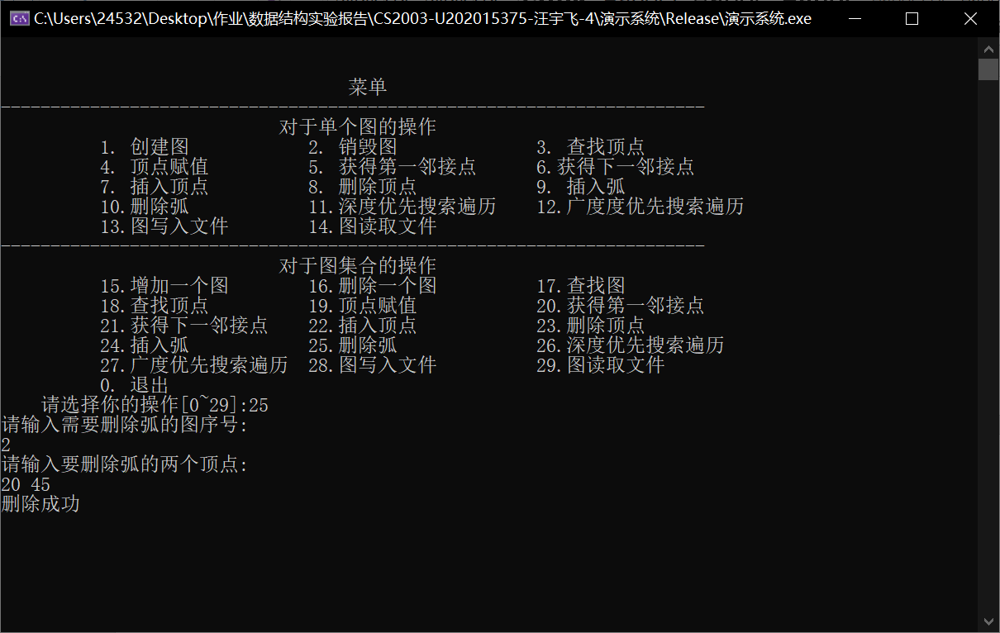 C:\Users\24532\Desktop\作业\数据结构实验报告\CS2003-U202015375-汪宇飞-4\演示系统\Release\演示系统.exe
菜单
-----------------------------------------------------------------------
对于单个图的操作
1. 创建图 2. 销毁图 3. 查找顶点
4. 顶点赋值 5. 获得第一邻接点 6.获得下一邻接点
7. 插入顶点 8. 删除顶点 9. 插入弧
10.删除弧 11.深度优先搜索遍历 12.广度度优先搜索遍历
13.图写入文件 14.图读取文件
-----------------------------------------------------------------------
对于图集合的操作
15.增加一个图 16.删除一个图 17.查找图
18.查找顶点 19.顶点赋值 20.获得第一邻接点
21.获得下一邻接点 22.插入顶点 23.删除顶点
24.插入弧 25.删除弧 26.深度优先搜索遍历
27.广度优先搜索遍历 28.图写入文件 29.图读取文件
0. 退出
请选择你的操作[0~29]:25
请输入需要删除弧的图序号:
2
请输入要删除弧的两个顶点:
20 45
删除成功